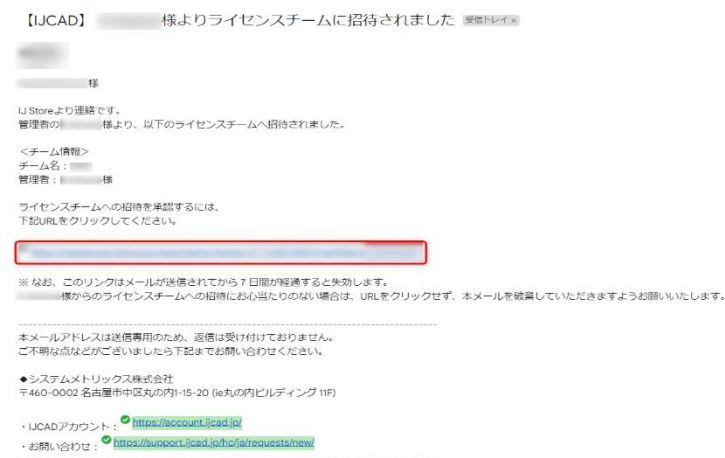 【IJCAD】 様よりライセンスチームに招待されました 受信トレイ×
様
IJ Storeより連絡です。
管理者の 様より、以下のライセンスチームへ招待されました。
<チーム情報>
チーム名：
管理者： 様
ライセンスチームへの招待を承認するには、
下記URLをクリックしてください。
※ なお、このリンクはメールが送信されてから７日間が経過すると失効します。
様からのライセンスチームへの招待にお心当たりのない場合は、URLをクリックせず、本メールを破棄していただきますようお願いいたします。
本メールアドレスは送信専用のため、返信は受け付けておりません。
ご不明な点などがございましたら下記までお問い合わせください。
◆システムメトリックス株式会社
〒460-0002 名古屋市中区丸の内1-15-20 (ie丸の内ビルディング 11F)
・IJCADアカウント： https://account.ijcad.jp/
・お問い合わせ： https://support.ijcad.jp/hc/ja/requests/new/